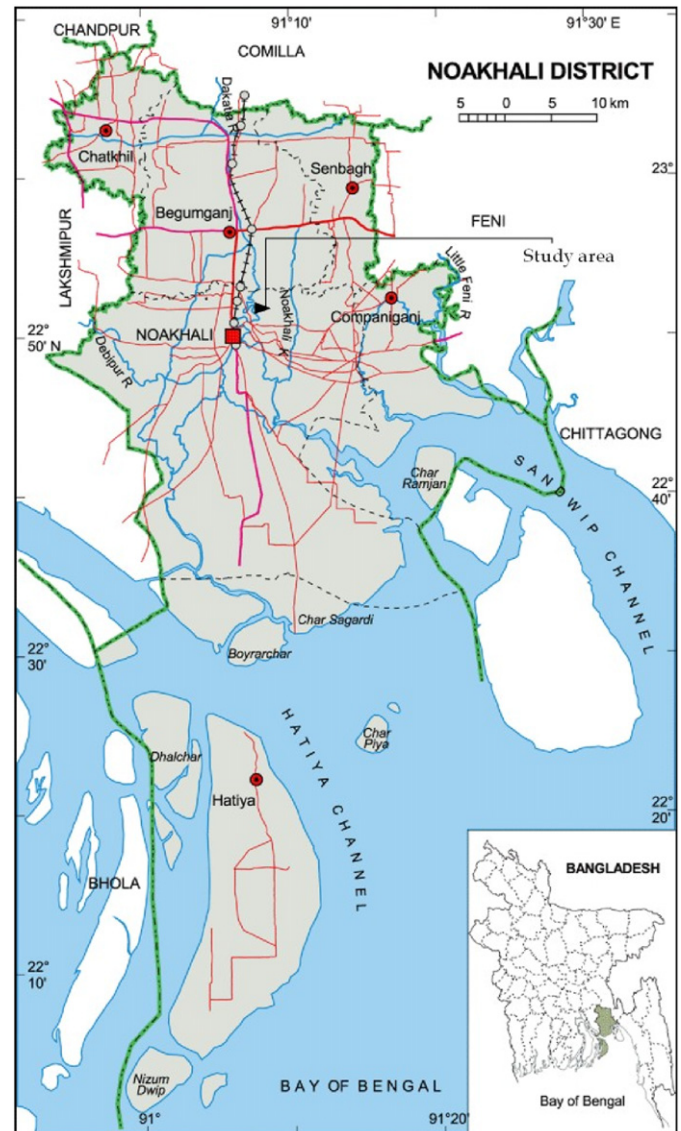 91°10'
91°30' E
CHANDPUR
COMILLA
NOAKHALI DISTRICT
5 0 5 10 km
Dakatia R
Chatkhil
Senbagh
23°
Begumganj
FENI
LAKSHMIPUR
Study area
Little Feni R
Noakhali K
Companiganj
NOAKHALI
22°
50' N
Debipur R
CHITTAGONG
Char
Ramjan
SANDWIP CHANNEL
22°
40'
Char Sagardi
22°
30'
Boyrarchar
HATIYA CHANNEL
Char
Piya
Dhalchar
Hatiya
22°
20'
BANGLADESH
BHOLA
22°
10'
Nizum
Dwip
BAY OF BENGAL
Bay of Bengal
91°
91°20'